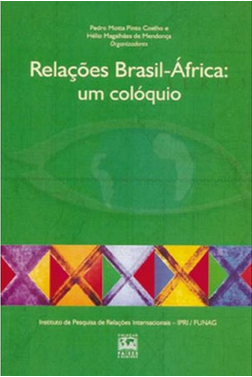 Pedro Motta Pinto Coelho e
Hélio Magalhães de Mendonça
Organizadores
Relações Brasil-África:
um colóquio
Instituto de Pesquisa de Relações Internacionais – IPRI / FUNAG